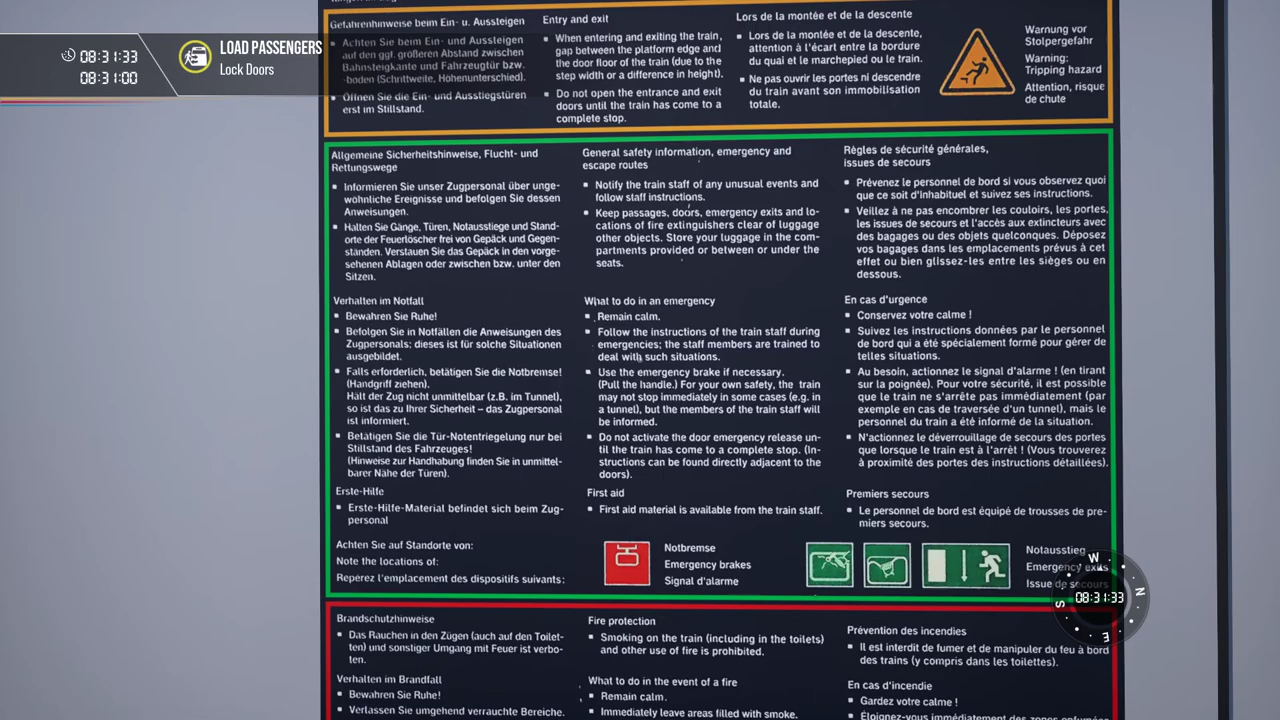 08:31:33
08:31:00
LOAD PASSENGERS
Lock Doors
Gefahrenhinweise beim Ein- u. Aussteigen
Achten Sie beim Ein- und Aussteigen
auf den ggf. größeren Abstand zwischen
Bahnsteigkante und Fahrzeugtür bzw.
-boden (Schrittweite, Höhenunterschied).
Öffnen Sie die Ein- und Ausstiegstüren
erst im Stillstand.
Entry and exit
When entering and exiting the train,
gap between the platform edge and
the door floor of the train (due to the
step width or a difference in height).
Do not open the entrance and exit
doors until the train has come to a
complete stop.
Lors de la montée et de la descente
Lors de la montée et de la descente,
attention à l'écart entre la bordure
du quai et le marchepied ou le train.
Ne pas ouvrir les portes ni descendre
du train avant son immobilisation
totale.
Warnung vor
Stolpergefahr
Warning:
Tripping hazard
Attention, risque
de chute
Allgemeine Sicherheitshinweise, Flucht- und
Rettungswege
Informieren Sie unser Zugpersonal über unge-
wöhnliche Ereignisse und befolgen Sie dessen
Anweisungen.
Halten Sie Gänge, Türen, Notausstiege und Stand-
orte der Feuerlöscher frei von Gepäck und Gegen-
ständen. Verstauen Sie das Gepäck in den vorge-
sehenen Ablagen oder zwischen bzw. unter den
Sitzen.
General safety information, emergency and
escape routes
Notify the train staff of any unusual events and
follow staff instructions.
Keep passages, doors, emergency exits and lo-
cations of fire extinguishers clear of luggage
other objects. Store your luggage in the com-
partments provided or between or under the
seats.
Règles de sécurité générales,
issues de secours
Prévenez le personnel de bord si vous observez quoi
que ce soit d'inhabituel et suivez ses instructions.
Veillez à ne pas encombrer les couloirs, les portes,
les issues de secours et l'accès aux extincteurs avec
des bagages ou des objets quelconques. Déposez
vos bagages dans les emplacements prévus à cet
effet ou bien glissez-les entre les sièges ou en
dessous.
Verhalten im Notfall
Bewahren Sie Ruhe!
Befolgen Sie in Notfällen die Anweisungen des
Zugpersonals; dieses ist für solche Situationen
ausgebildet.
Falls erforderlich, betätigen Sie die Notbremse!
(Handgriff ziehen).
Hält der Zug nicht unmittelbar (z.B. im Tunnel),
so ist das zu Ihrer Sicherheit – das Zugpersonal
ist informiert.
Betätigen Sie die Tür-Notentriegelung nur bei
Stillstand des Fahrzeuges!
(Hinweise zur Handhabung finden Sie in unmittel-
barer Nähe der Türen).
What to do in an emergency
Remain calm.
Follow the instructions of the train staff during
emergencies; the staff members are trained to
deal with such situations.
Use the emergency brake if necessary.
(Pull the handle.) For your own safety, the train
may not stop immediately in some cases (e.g. in
a tunnel), but the members of the train staff will
be informed.
Do not activate the door emergency release un-
til the train has come to a complete stop. (In-
structions can be found directly adjacent to the
doors).
En cas d'urgence
Conservez votre calme !
Suivez les instructions données par le personnel
de bord qui a été spécialement formé pour gérer de
telles situations.
Au besoin, actionnez le signal d'alarme ! (en tirant
sur la poignée). Pour votre sécurité, il est possible
que le train ne s'arrête pas immédiatement (par
exemple en cas de traversée d'un tunnel), mais le
personnel du train a été informé de la situation.
N'actionnez le déverrouillage de secours des portes
que lorsque le train est à l'arrêt ! (Vous trouverez
à proximité des portes des instructions détaillées).
Erste-Hilfe
Erste-Hilfe-Material befindet sich beim Zug-
personal
First aid
First aid material is available from the train staff.
Premiers secours
Le personnel de bord est équipé de trousses de pre-
miers secours.
Achten Sie auf Standorte von:
Note the locations of:
Repérez l'emplacement des dispositifs suivants:
Notbremse
Emergency brakes
Signal d'alarme
Notausstieg
Emergency exits
Issue de secours
W
N
S
E
08:31:33
Brandschutzhinweise
Das Rauchen in den Zügen (auch auf den Toilet-
ten) und sonstiger Umgang mit Feuer ist verbo-
ten.
Verhalten im Brandfall
Bewahren Sie Ruhe!
Verlassen Sie umgehend verrauchte Bereiche.
Fire protection
Smoking on the train (including in the toilets)
and other use of fire is prohibited.
What to do in the event of a fire
Remain calm.
Immediately leave areas filled with smoke.
Prévention des incendies
Il est interdit de fumer et de manipuler du feu à bord
des trains (y compris dans les toilettes).
En cas d'incendie
Gardez votre calme !
Éloignez-vous immédiatement des zones enfumées